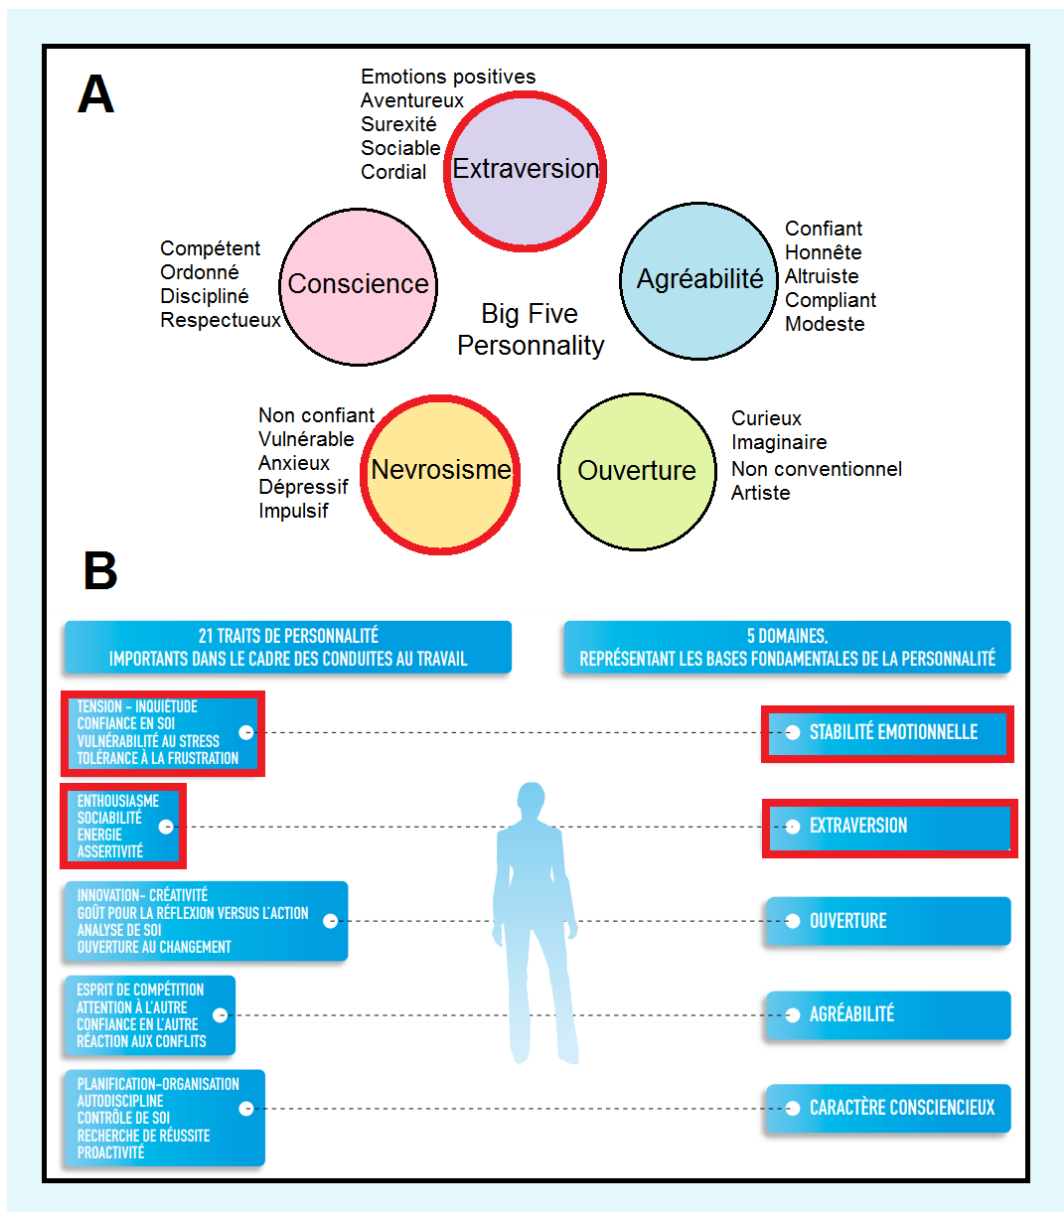 A
Emotions positives
Aventureux
Surexité
Sociable
Cordial
Extraversion
Compétent
Ordonné
Discipliné
Respectueux
Conscience
Agréabilité
Confiant
Honnête
Altruiste
Compliant
Modeste
Big Five
Personnality
Non confiant
Vulnérable
Anxieux
Dépressif
Impulsif
Nevrosisme
Ouverture
Curieux
Imaginaire
Non conventionnel
Artiste
B
21 TRAITS DE PERSONNALITÉ
IMPORTANTS DANS LE CADRE DES CONDUITES AU TRAVAIL
5 DOMAINES,
REPRÉSENTANT LES BASES FONDAMENTALES DE LA PERSONNALITÉ
TENSION - INQUIÉTUDE
CONFIANCE EN SOI
VULNÉRABILITÉ AU STRESS
TOLÉRANCE À LA FRUSTRATION
STABILITÉ EMOTIONNELLE
ENTHOUSIASME
SOCIABILITÉ
ENERGIE
ASSERTIVITÉ
EXTRAVERSION
INNOVATION- CRÉATIVITÉ
GOÛT POUR LA RÉFLEXION VERSUS L'ACTION
ANALYSE DE SOI
OUVERTURE AU CHANGEMENT
OUVERTURE
ESPRIT DE COMPÉTITION
ATTENTION À L'AUTRE
CONFIANCE EN L'AUTRE
RÉACTION AUX CONFLITS
AGRÉABILITÉ
PLANIFICATION-ORGANISATION
AUTODISCIPLINE
CONTRÔLE DE SOI
RECHERCHE DE RÉUSSITE
PROACTIVITÉ
CARACTÈRE CONSCIENCIEUX